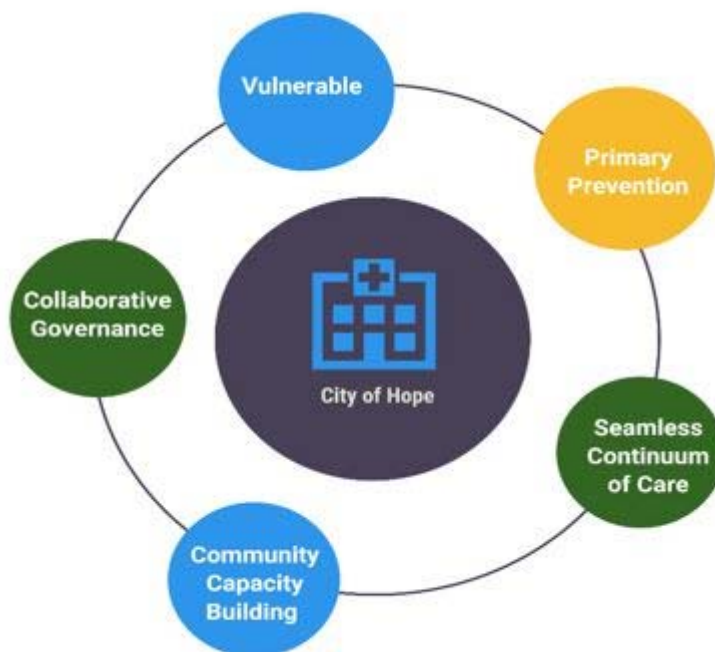 Vulnerable
Primary
Prevention
Collaborative
Governance
City of Hope
Seamless
Continuum
of Care
Community
Capacity
Building